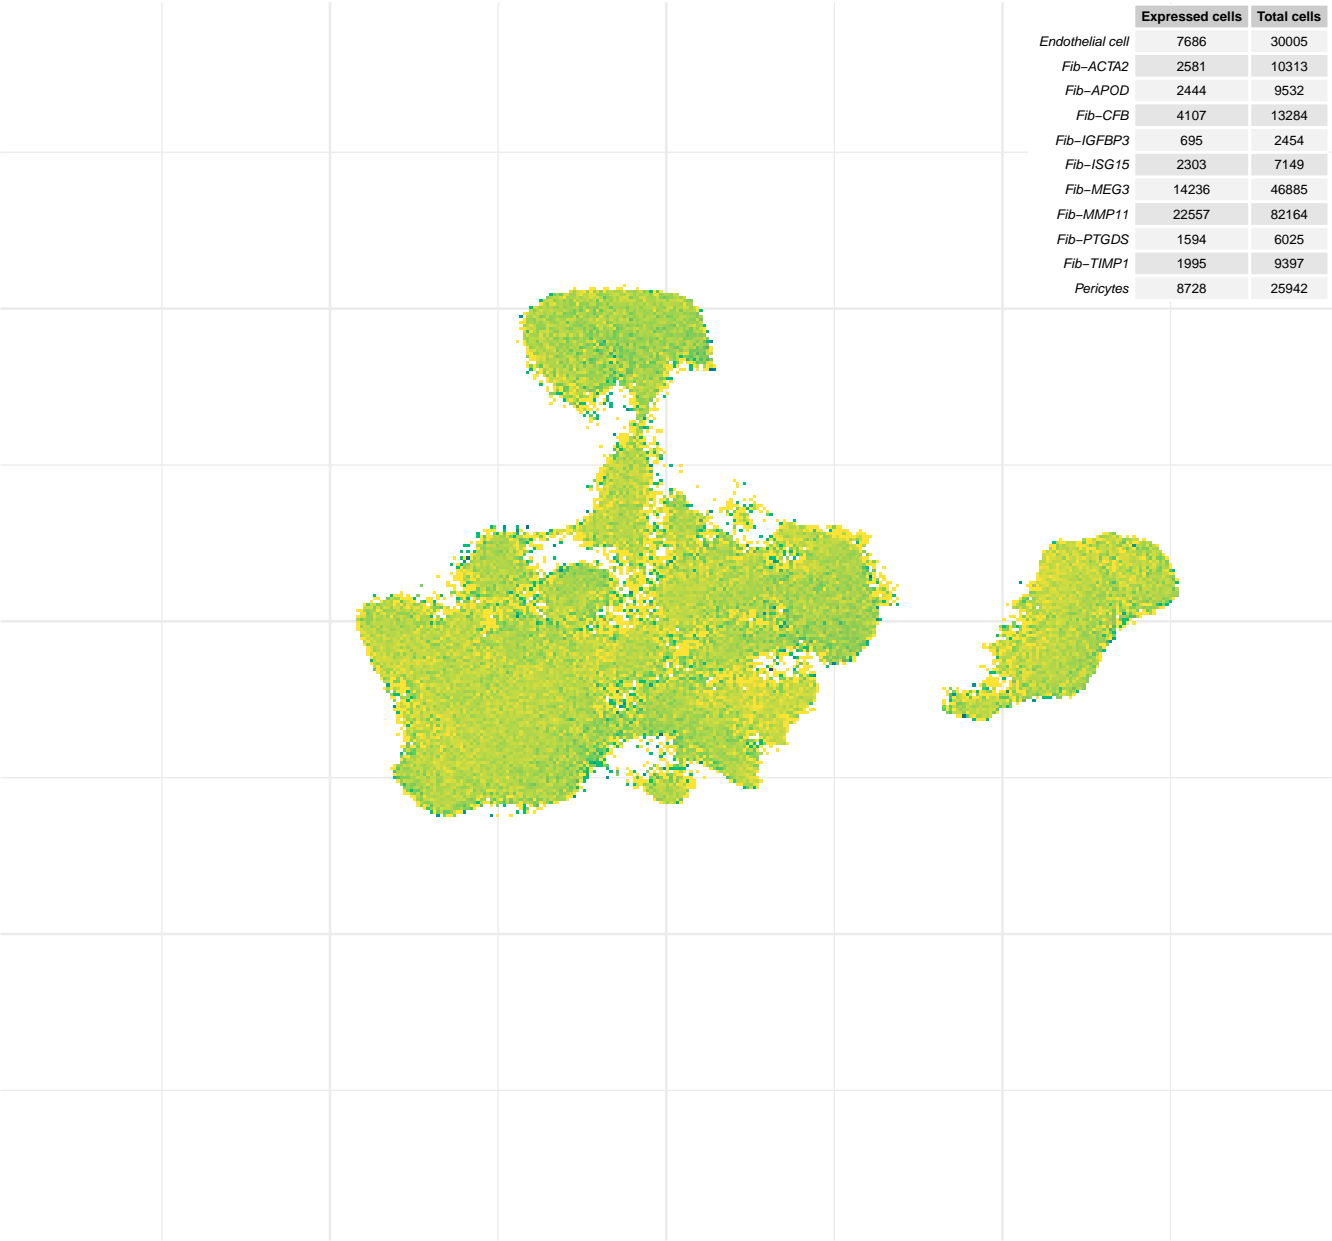 Expressed cells Total cells
Endothelial cell 7686 30005
Fib−ACTA2 2581 10313
Fib−APOD 2444 9532
Fib−CFB 4107 13284
Fib−IGFBP3 695 2454
Fib−ISG15 2303 7149
Fib−MEG3 14236 46885
Fib−MMP11 22557 82164
Fib−PTGDS 1594 6025
Fib−TIMP1 1995 9397
Pericytes 8728 25942